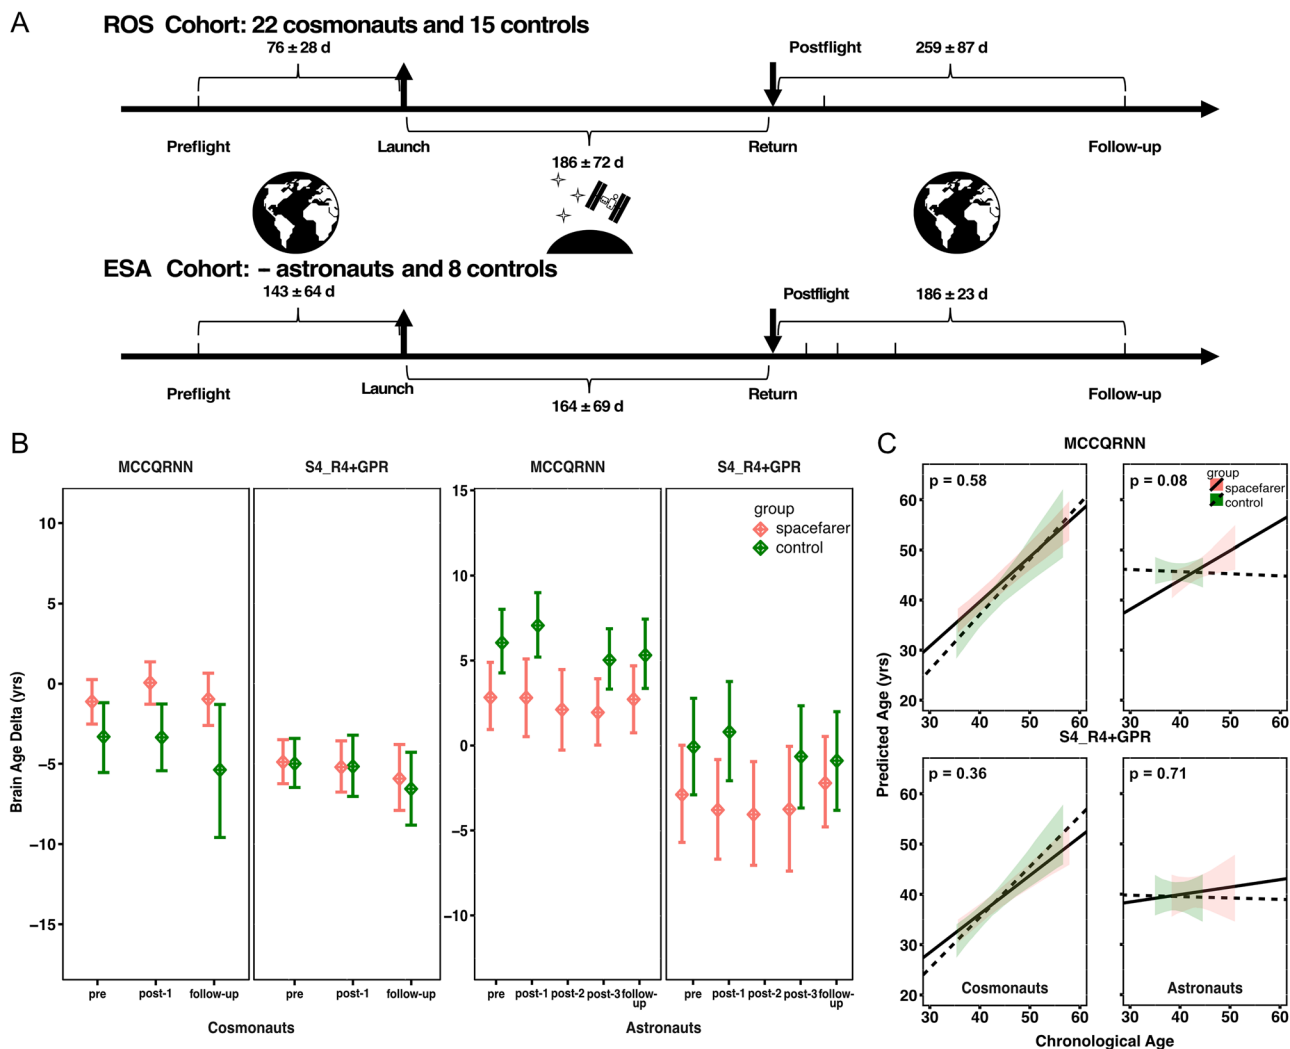 A
ROS Cohort: 22 cosmonauts and 15 controls
76 ± 28 d
Postflight
259 ± 87 d
Preflight
Launch
Return
Follow-up
186 ± 72 d
ESA Cohort: – astronauts and 8 controls
143 ± 64 d
Postflight
186 ± 23 d
Preflight
Launch
Return
Follow-up
164 ± 69 d
B
MCCQRNN
S4_R4+GPR
MCCQRNN
S4_R4+GPR
Brain Age Delta (yrs)
10
5
0
−5
−10
−15
15
10
5
0
−5
−10
group
spacefarer
control
pre
post-1
follow-up
pre
post-1
follow-up
pre
post-1
post-2
post-3
follow-
up
pre
post-1
post-2
post-3
follow-
up
Cosmonauts
Astronauts
C
MCCQRNN
p = 0.58
p = 0.08
group
spacefarer
control
Predicted Age (yrs)
60
50
40
30
20
30
40
50
60
30
40
50
60
S4_R4+GPR
p = 0.36
p = 0.71
60
50
40
30
20
Cosmonauts
Astronauts
30
40
50
60
30
40
50
60
Chronological Age